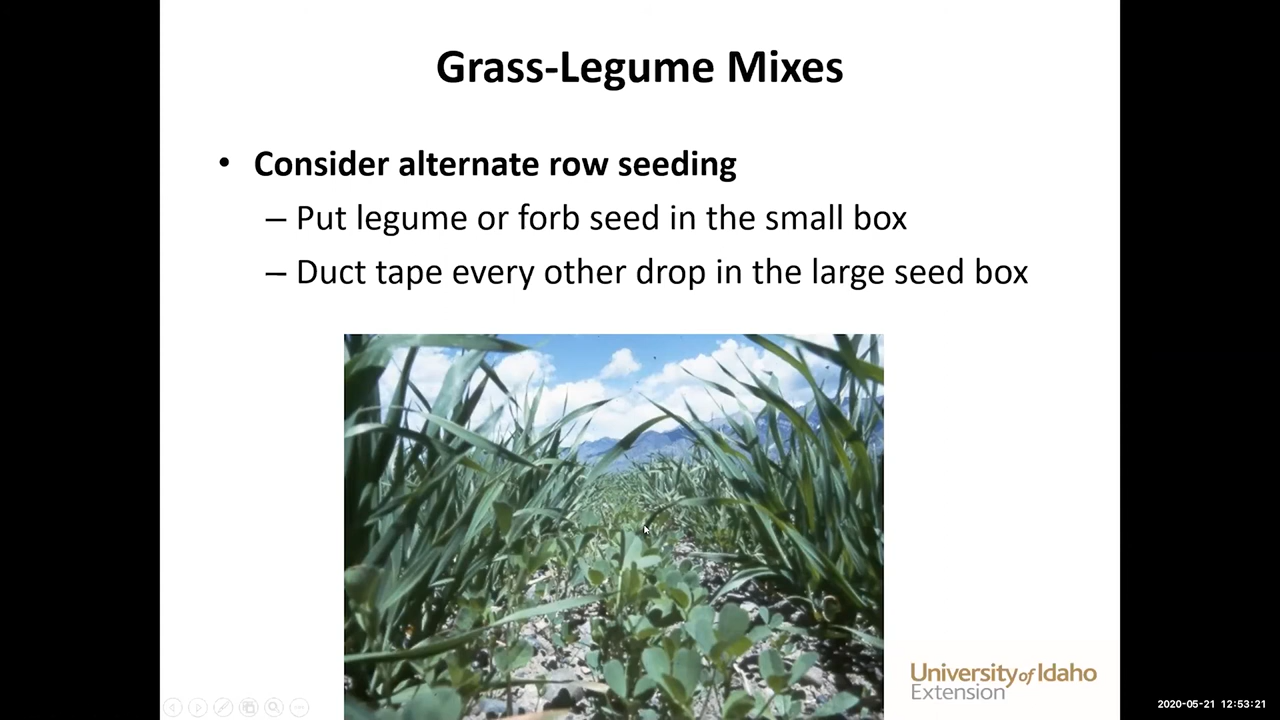 Grass-Legume Mixes
• Consider alternate row seeding
– Put legume or forb seed in the small box
– Duct tape every other drop in the large seed box
University of Idaho
Extension
2020-05-21 12:53:21